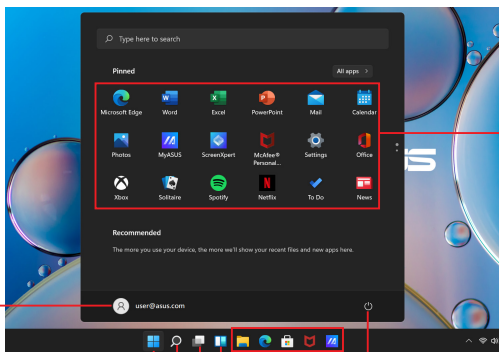 Type here to search
Pinned
All apps >
Microsoft Edge Word Excel PowerPoint Mail Calendar
Photos MyASUS ScreenXpert McAfee® Personal... Settings Office
Xbox Solitaire Spotify Netflix To Do News
Recommended
The more you use your device, the more we'll show your recent files and new apps here.
user@asus.com